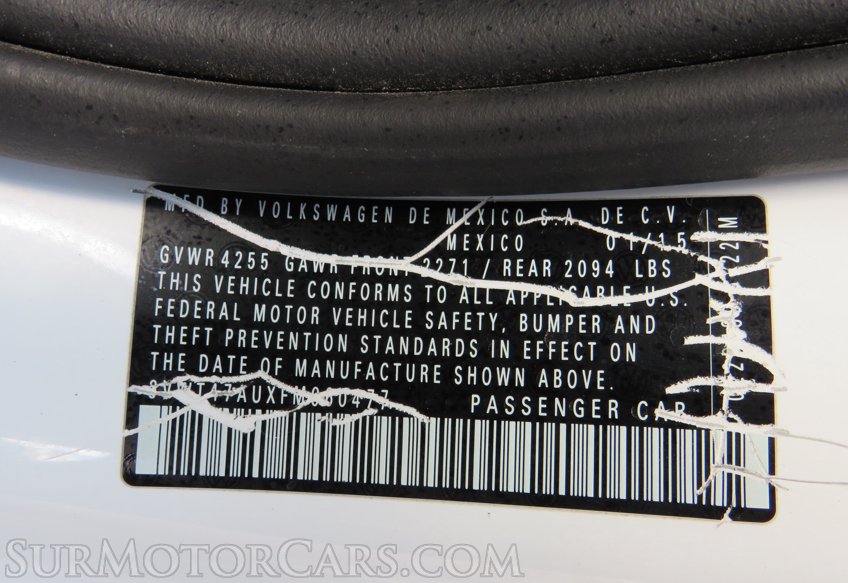 MFD BY VOLKSWAGEN DE MEXICO S.A. DE C.V.
MEXICO 01/15
GVWR 4255 GAWR FRONT 2271 / REAR 2094 LBS
THIS VEHICLE CONFORMS TO ALL APPLICABLE U.S.
FEDERAL MOTOR VEHICLE SAFETY, BUMPER AND
THEFT PREVENTION STANDARDS IN EFFECT ON
THE DATE OF MANUFACTURE SHOWN ABOVE.
PASSENGER CAR
SURMOTORCARS.COM